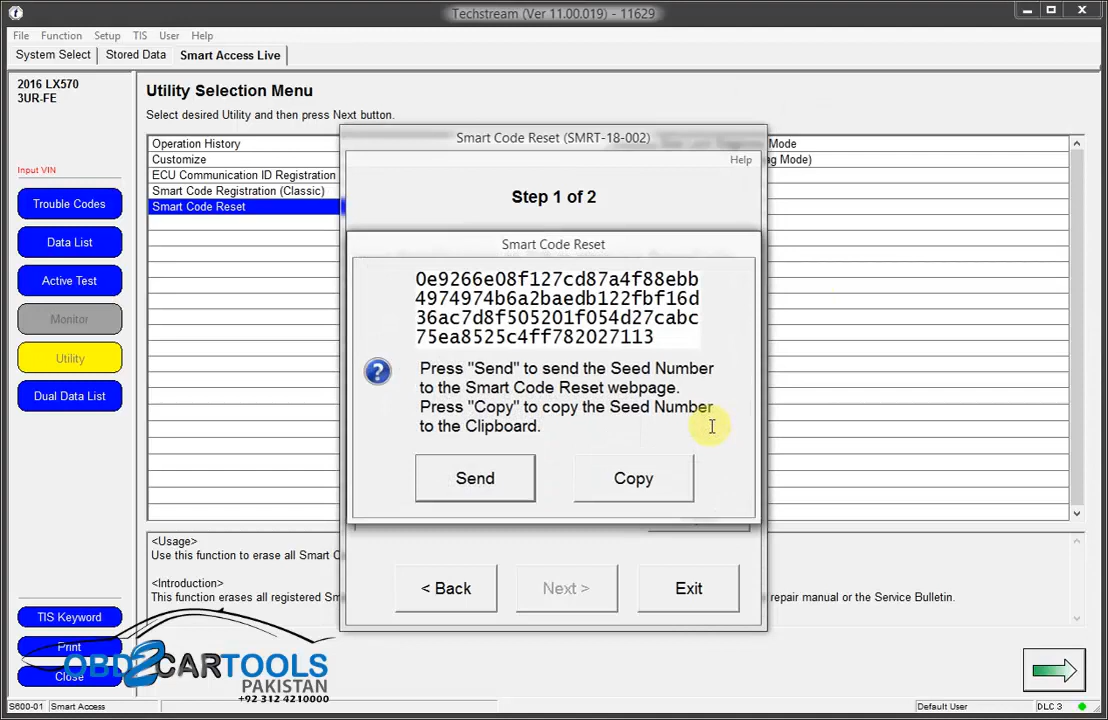 Techstream (Ver 11.00.019) - 11629
File Function Setup TIS User Help
System Select Stored Data Smart Access Live
2016 LX570
3UR-FE
Input VIN
Trouble Codes
Data List
Active Test
Monitor
Utility
Dual Data List
TIS Keyword
Print
Close
Utility Selection Menu
Select desired Utility and then press Next button.
Operation History
Customize
ECU Communication ID Registration
Smart Code Registration (Classic)
Smart Code Reset
Mode
Mode)
Smart Code Reset (SMRT-18-002)
Help
Step 1 of 2
Smart Code Reset
0e9266e08f127cd87a4f88ebb
4974974b6a2baedb122fbf16d
36ac7d8f505201f054d27cabc
75ea8525c4ff782027113
Press "Send" to send the Seed Number
to the Smart Code Reset webpage.
Press "Copy" to copy the Seed Number
to the Clipboard.
Send Copy
< Back Next > Exit
<Usage>
Use this function to erase all Smart
<Introduction>
This function erases all registered repair manual or the Service Bulletin.
OBD2CARTOOLS
PAKISTAN
+92 312 4210000
S600-01 Smart Access Default User DLC 3